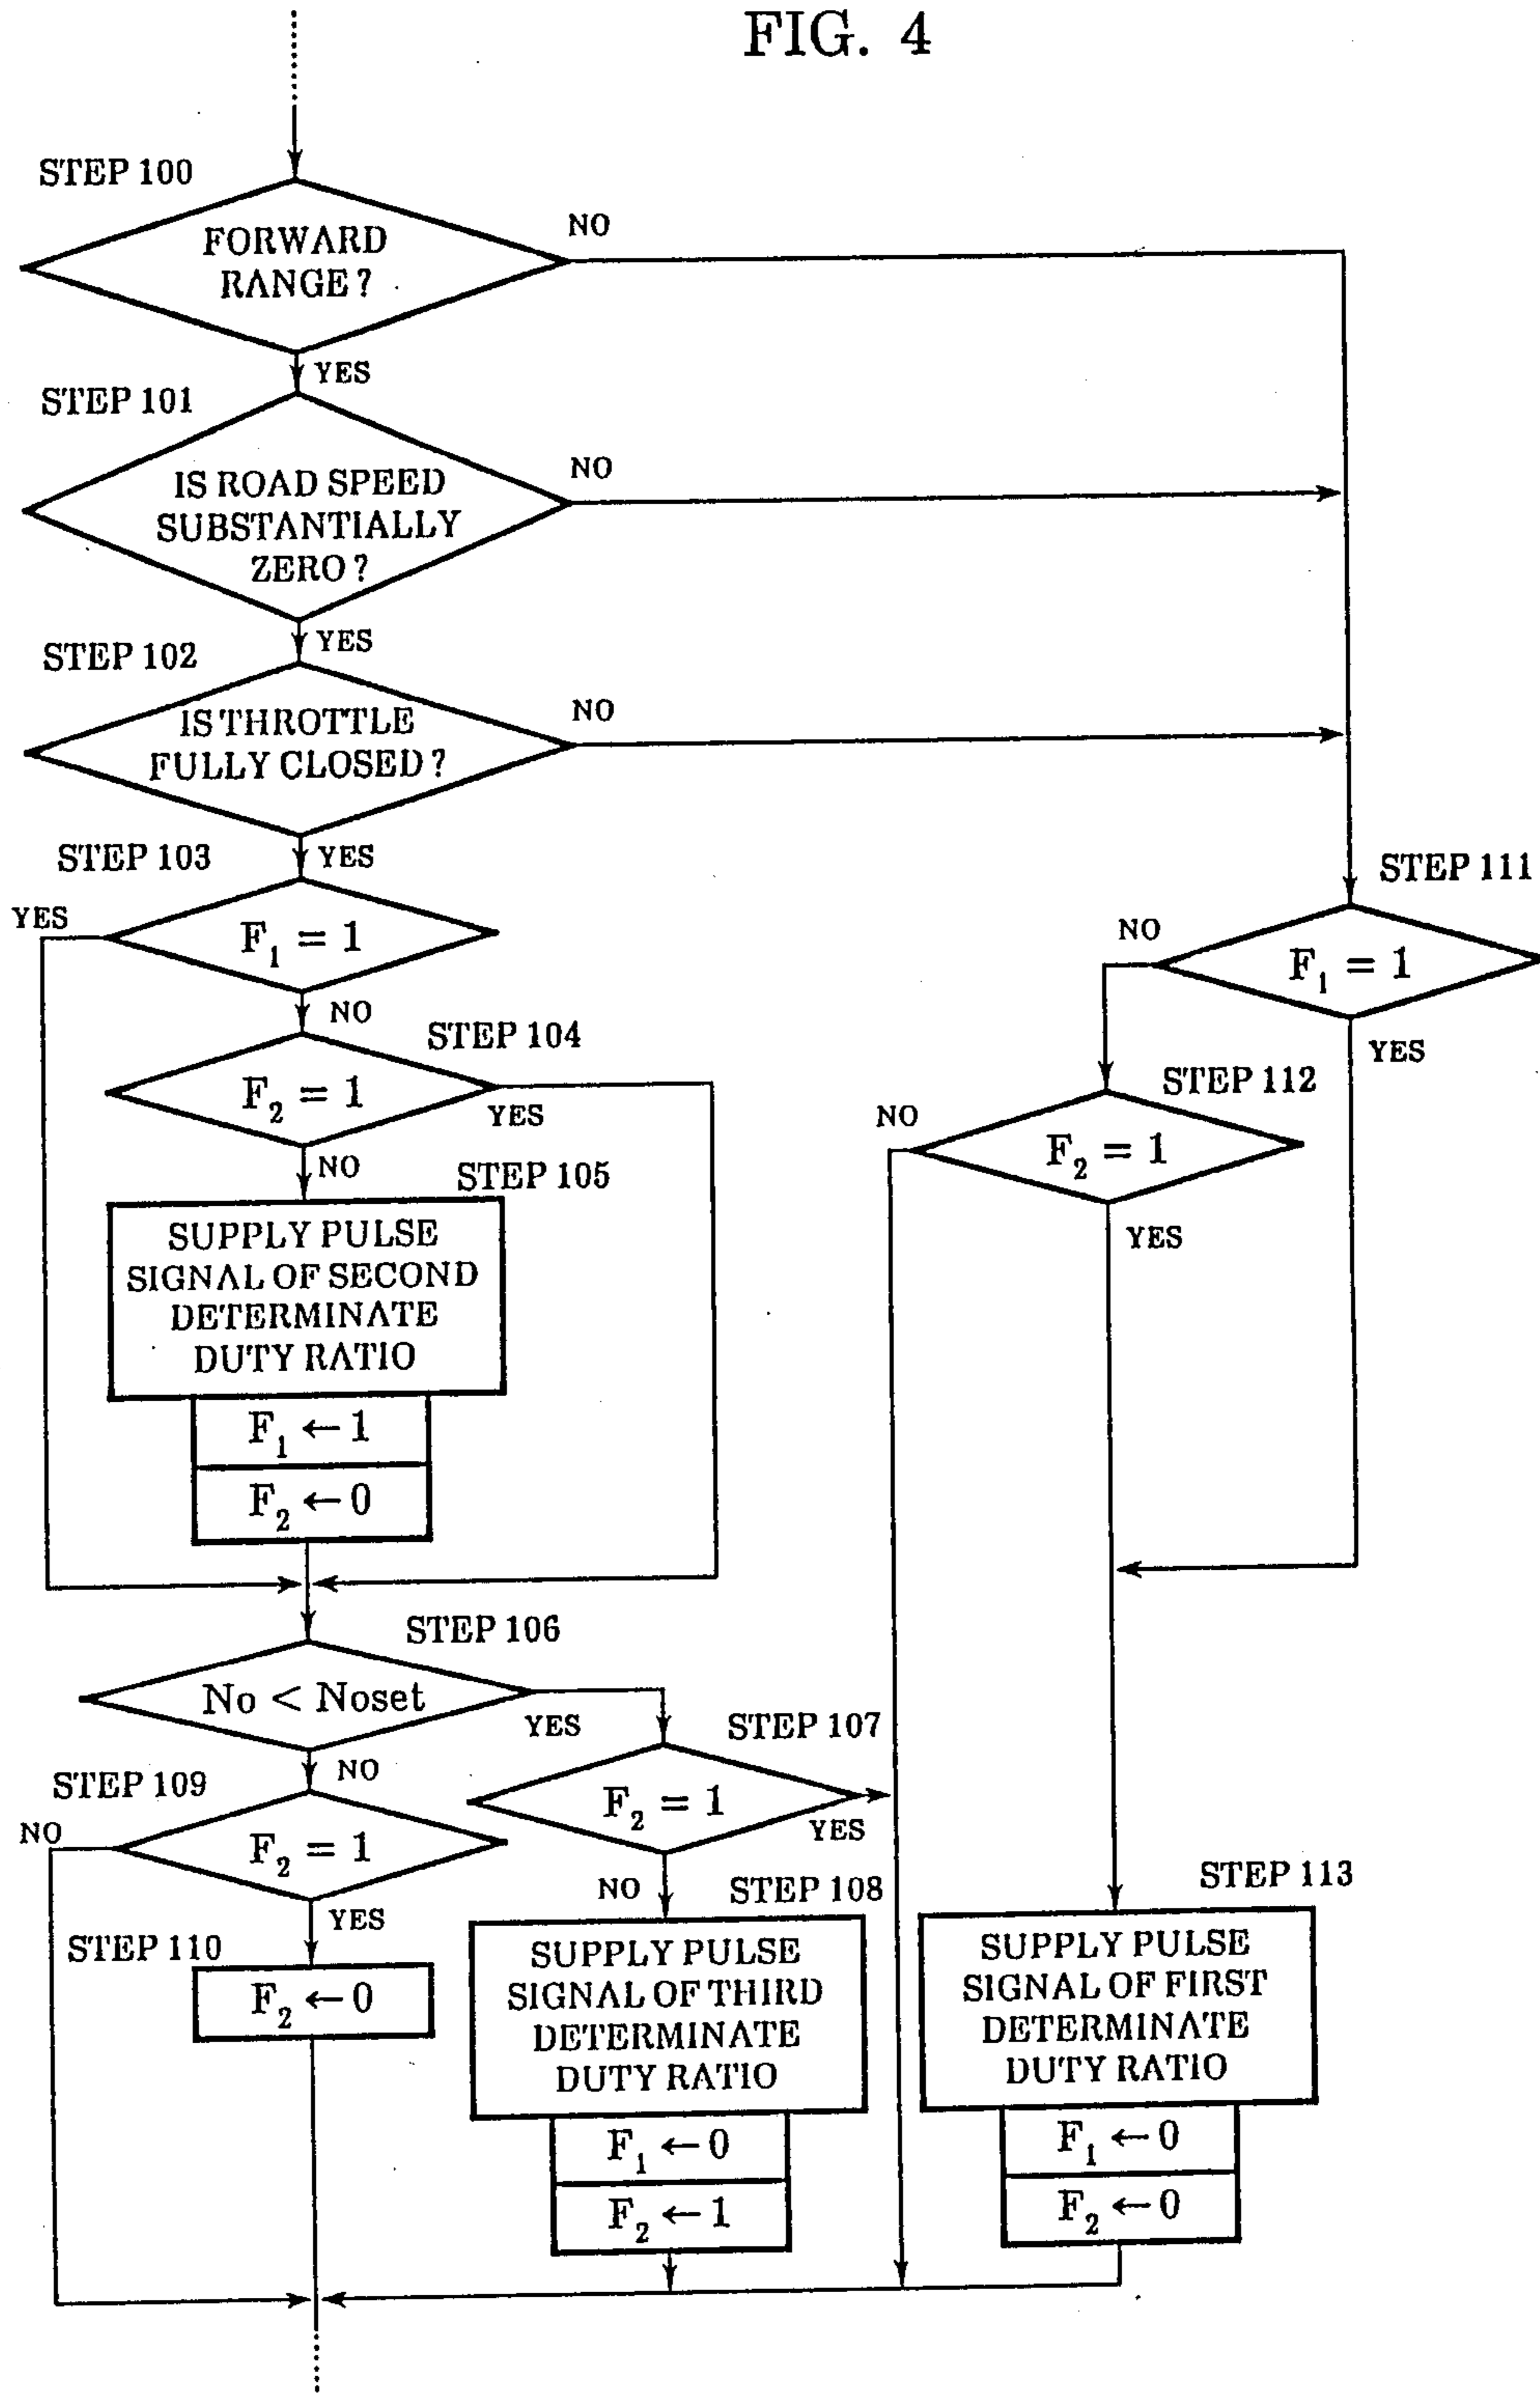 FIG. 4
STEP 100
FORWARD
RANGE?
NO
YES
STEP 101
IS ROAD SPEED
SUBSTANTIALLY
ZERO?
NO
YES
STEP 102
IS THROTTLE
FULLY CLOSED?
NO
YES
STEP 103
YES
F₁ = 1
NO
STEP 104
F₂ = 1
YES
NO
STEP 105
SUPPLY PULSE
SIGNAL OF SECOND
DETERMINATE
DUTY RATIO
F₁ ← 1
F₂ ← 0
STEP 106
No < Noset
YES
NO
STEP 107
F₂ = 1
YES
NO
STEP 108
SUPPLY PULSE
SIGNAL OF THIRD
DETERMINATE
DUTY RATIO
F₁ ← 0
F₂ ← 1
STEP 109
NO
F₂ = 1
YES
STEP 110
F₂ ← 0
STEP 111
NO
F₁ = 1
YES
STEP 112
NO
F₂ = 1
YES
STEP 113
SUPPLY PULSE
SIGNAL OF FIRST
DETERMINATE
DUTY RATIO
F₁ ← 0
F₂ ← 0